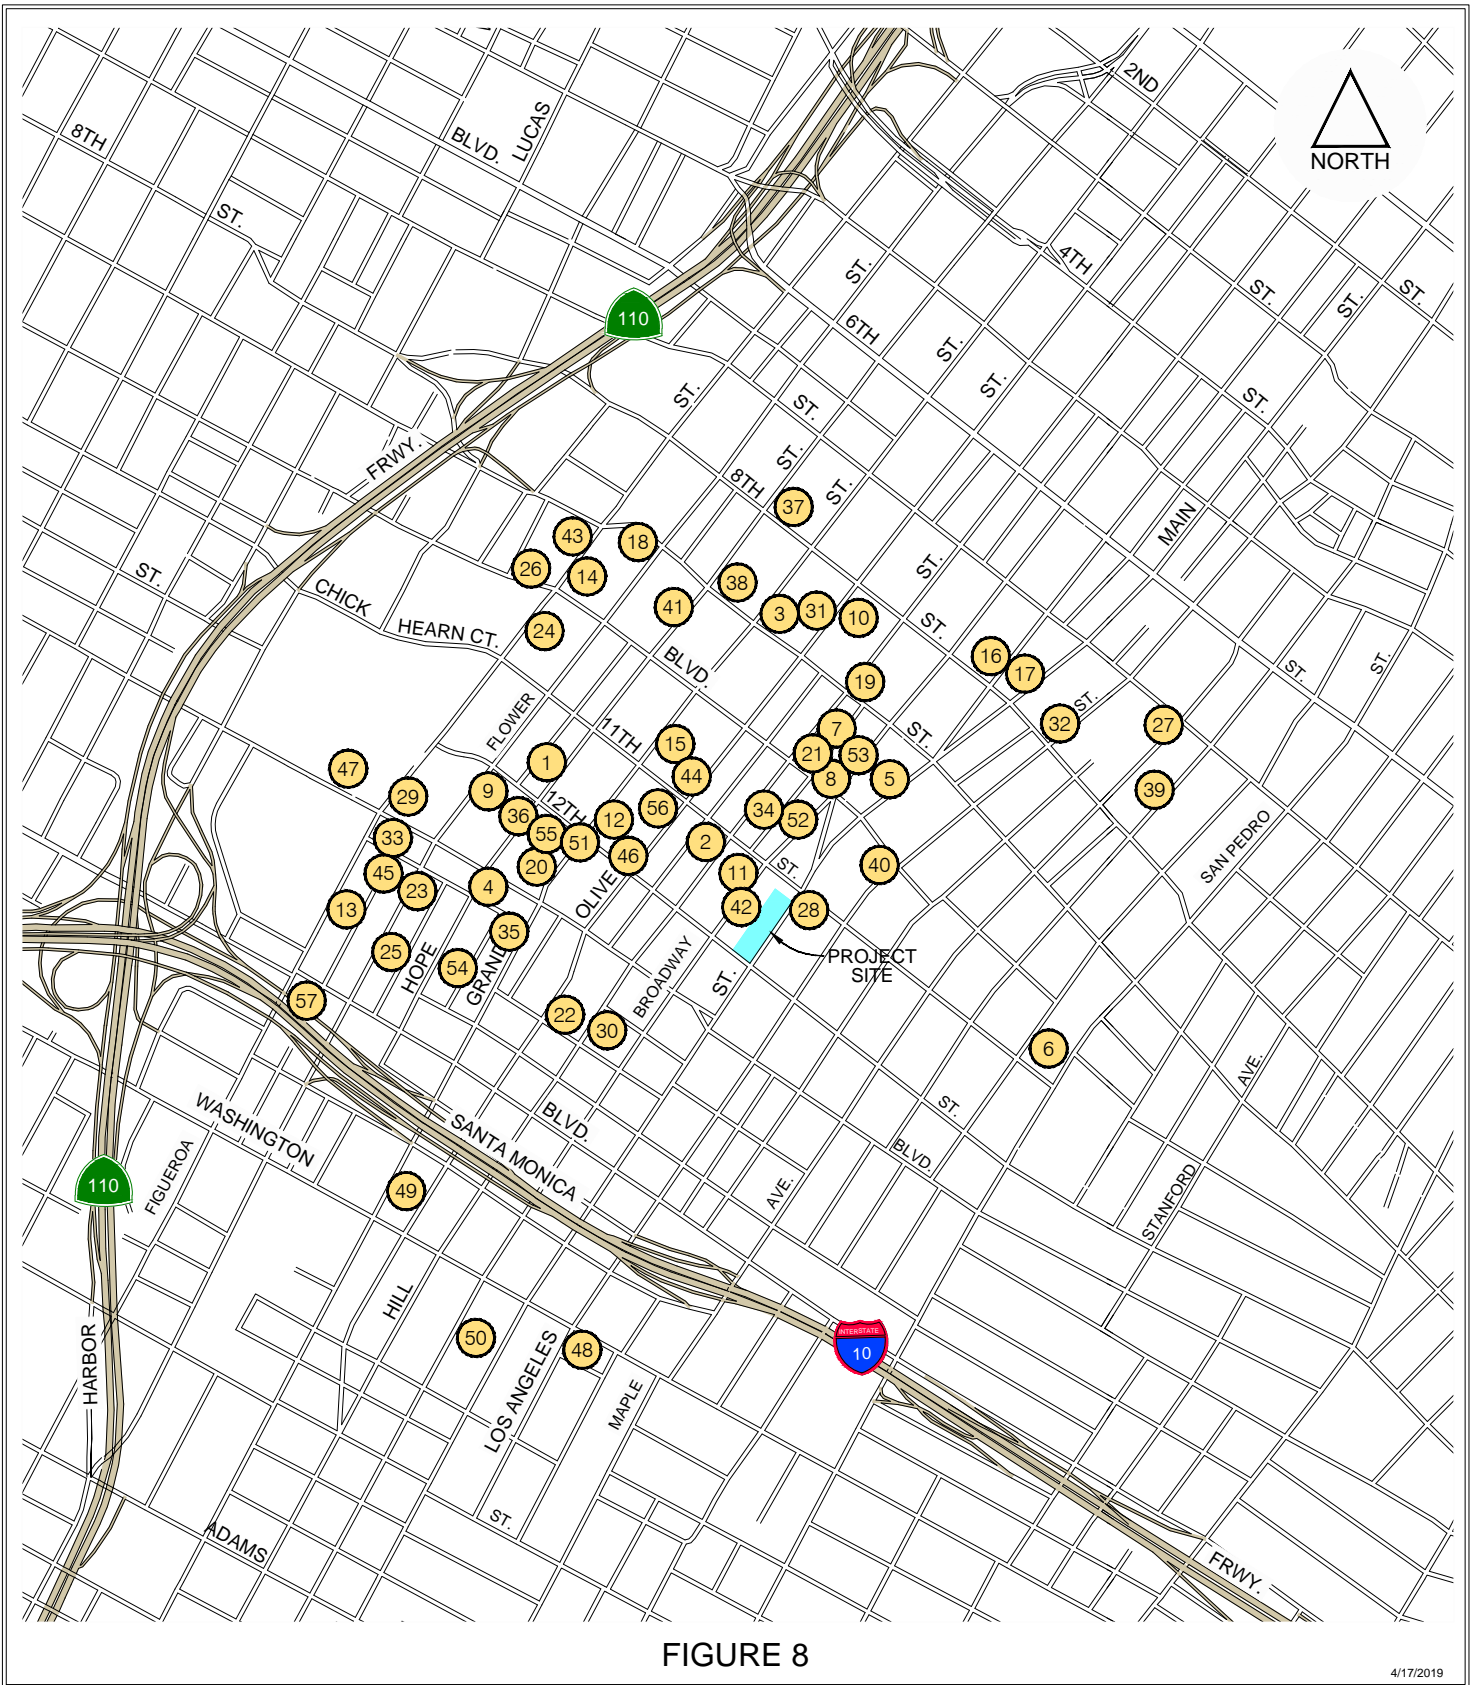 2ND
LUCAS
8TH
BLVD.
NORTH
ST.
ST.
4TH
ST.
ST.
ST.
110
6TH
ST.
ST.
ST.
ST.
ST.
FRWY.
ST.
8TH
ST.
37
MAIN
43
18
26
14
ST.
ST.
CHICK
38
41
3
31
10
HEARN CT.
24
ST.
BLVD.
16
17
ST.
ST.
19
ST.
FLOWER
11TH
7
ST.
32
27
15
21
53
1
47
44
8
5
9
29
12TH
56
34
52
39
36
12
33
55
51
2
46
SAN PEDRO
20
ST.
40
45
11
23
4
OLIVE
13
42
28
35
25
HOPE
GRAND
54
BROADWAY
PROJECT
SITE
ST.
57
22
30
6
AVE.
WASHINGTON
BLVD.
ST.
SANTA MONICA
BLVD.
FIGUEROA
110
49
AVE.
STANFORD
HILL
50
48
INTERSTATE
10
HARBOR
LOS ANGELES
MAPLE
ST.
ADAMS
FRWY.
FIGURE 8
4/17/2019